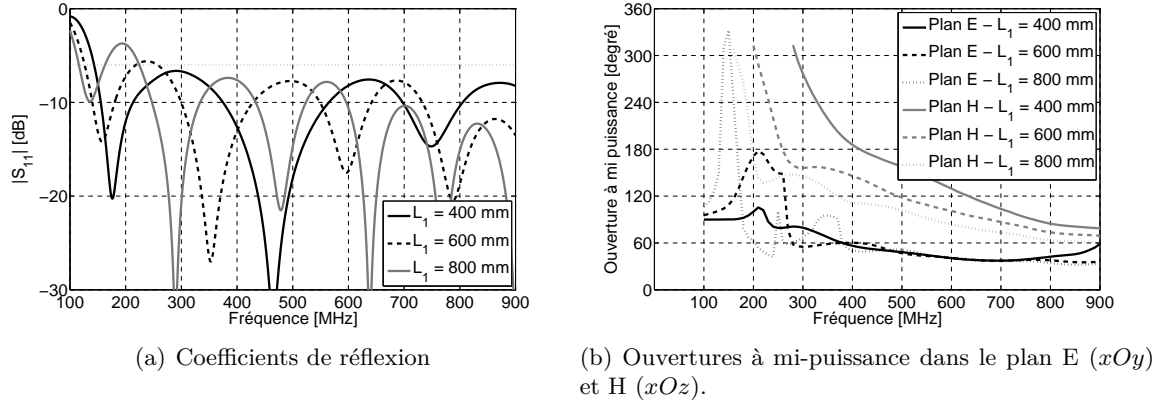 0
−10
−20
−30
100 200 300 400 500 600 700 800 900
|S11| [dB]
Fréquence [MHz]
L1 = 400 mm
L1 = 600 mm
L1 = 800 mm
(a) Coefficients de réflexion
360
300
240
180
120
60
0
100 200 300 400 500 600 700 800 900
Ouverture à mi puissance [degré]
Fréquence [MHz]
Plan E − L1 = 400 mm
Plan E − L1 = 600 mm
Plan E − L1 = 800 mm
Plan H − L1 = 400 mm
Plan H − L1 = 600 mm
Plan H − L1 = 800 mm
(b) Ouvertures à mi-puissance dans le plan E (xOy)
et H (xOz).